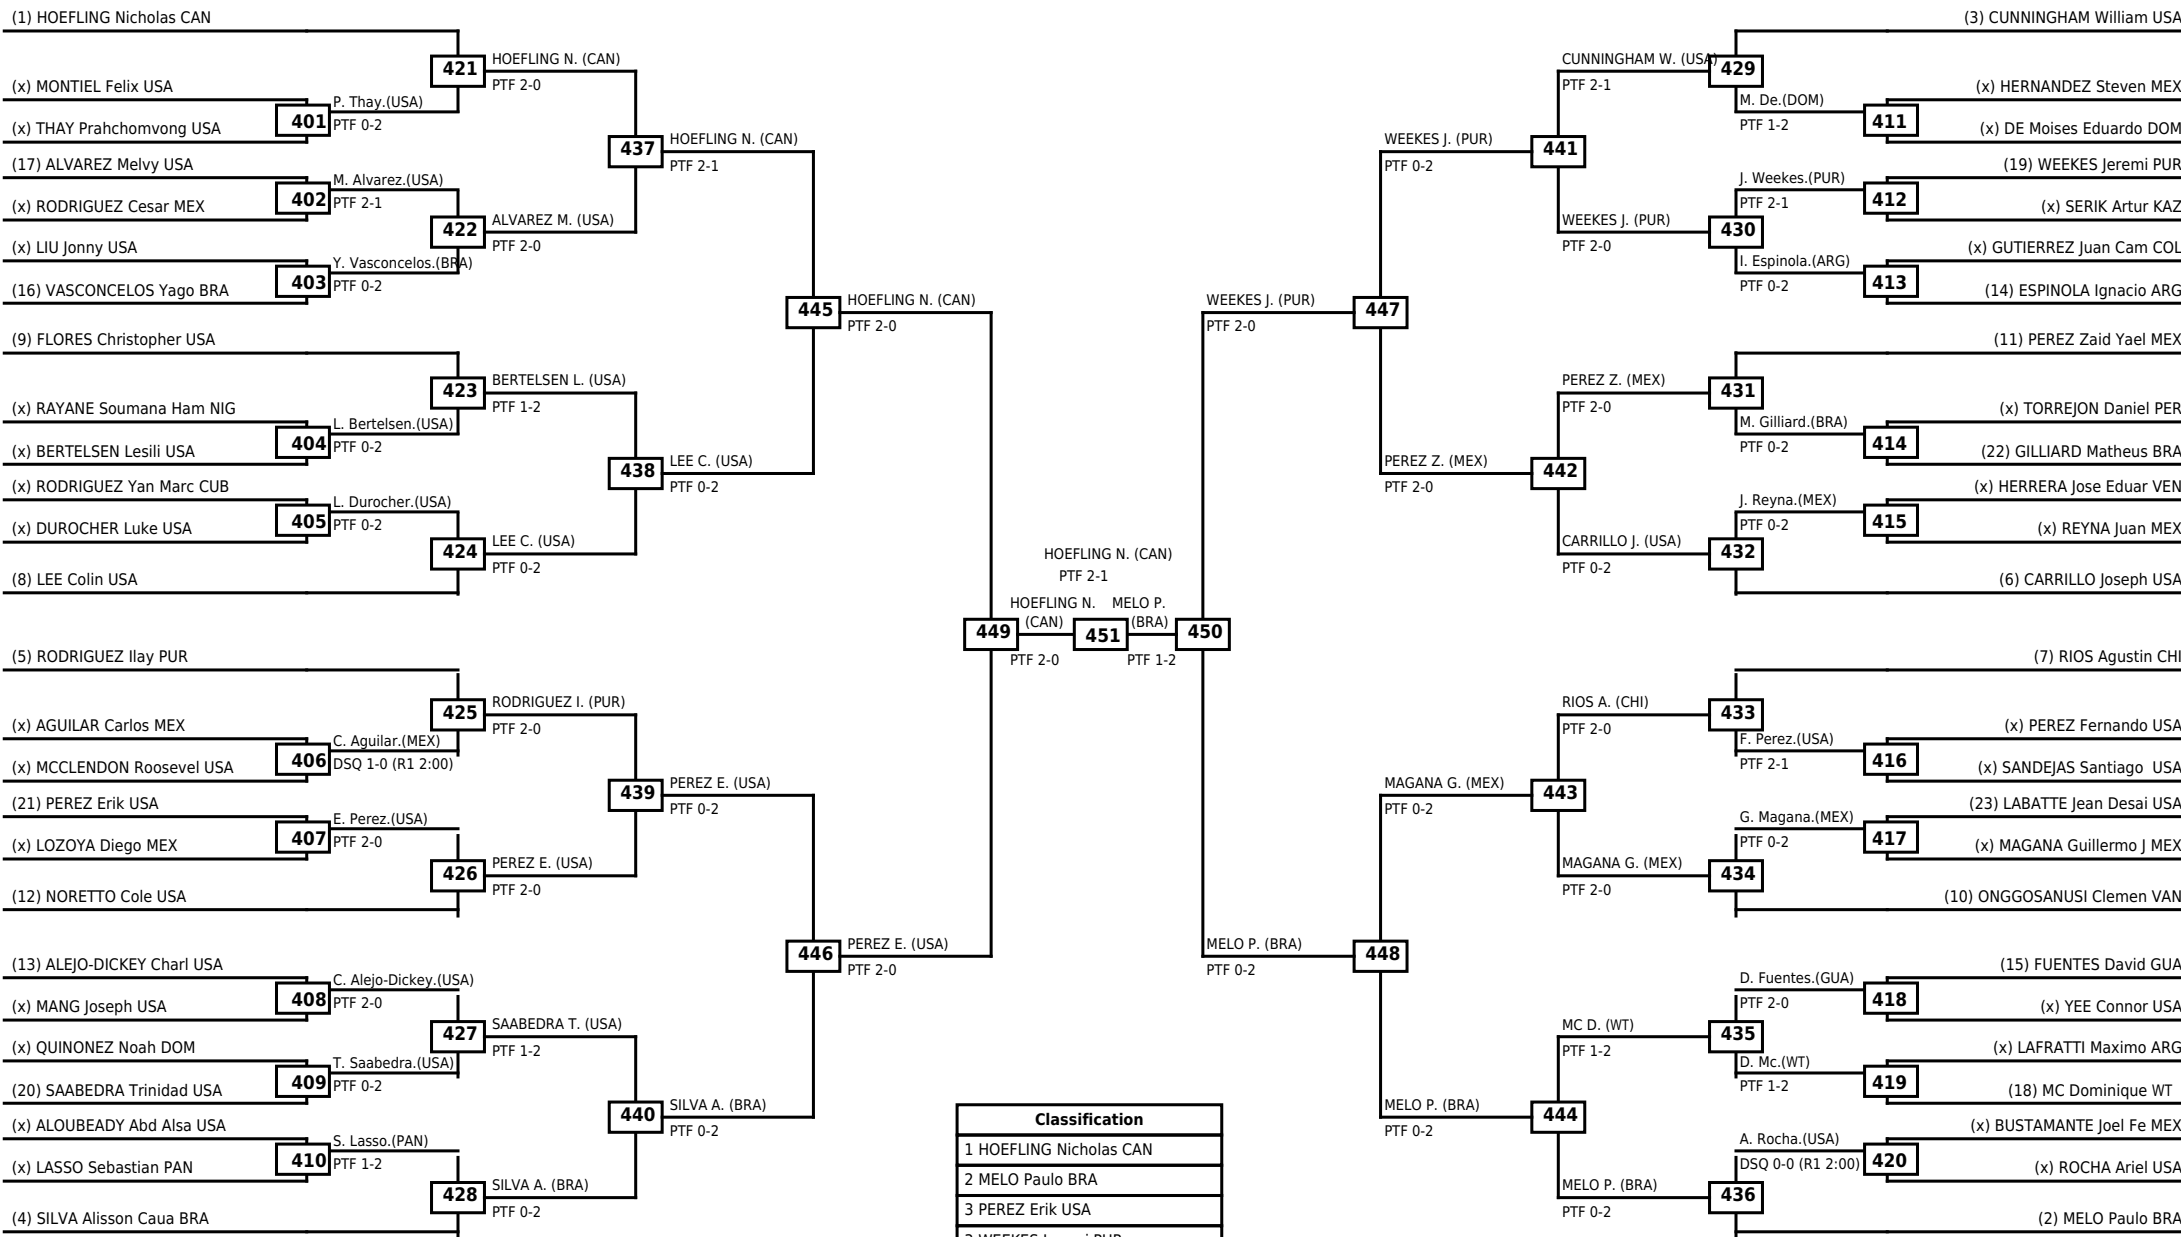 (1) HOEFLING Nicholas CAN
(x) MONTIEL Felix USA
(x) THAY Prahchomvong USA
(17) ALVAREZ Melvy USA
(x) RODRIGUEZ Cesar MEX
(x) LIU Jonny USA
(16) VASCONCELOS Yago BRA
(9) FLORES Christopher USA
(x) RAYANE Soumana Ham NIG
(x) BERTELSEN Lesili USA
(x) RODRIGUEZ Yan Marc CUB
(x) DUROCHER Luke USA
(8) LEE Colin USA
(5) RODRIGUEZ Ilay PUR
(x) AGUILAR Carlos MEX
(x) MCCLENDON Roosevel USA
(21) PEREZ Erik USA
(x) LOZOYA Diego MEX
(12) NORETTO Cole USA
(13) ALEJO-DICKEY Charl USA
(x) MANG Joseph USA
(x) QUINONEZ Noah DOM
(20) SAABEDRA Trinidad USA
(x) ALOUBEADY Abd Alsa USA
(x) LASSO Sebastian PAN
(4) SILVA Alisson Caua BRA
401
P. Thay.(USA)
PTF 0-2
402
M. Alvarez.(USA)
PTF 2-1
403
Y. Vasconcelos.(BRA)
PTF 0-2
404
L. Bertelsen.(USA)
PTF 0-2
405
L. Durocher.(USA)
PTF 0-2
406
C. Aguilar.(MEX)
DSQ 1-0 (R1 2:00)
407
E. Perez.(USA)
PTF 2-0
408
C. Alejo-Dickey.(USA)
PTF 2-0
409
T. Saabedra.(USA)
PTF 0-2
410
S. Lasso.(PAN)
PTF 1-2
421
HOEFLING N. (CAN)
PTF 2-0
422
ALVAREZ M. (USA)
PTF 2-0
423
BERTELSEN L. (USA)
PTF 1-2
424
LEE C. (USA)
PTF 0-2
425
RODRIGUEZ I. (PUR)
PTF 2-0
426
PEREZ E. (USA)
PTF 2-0
427
SAABEDRA T. (USA)
PTF 1-2
428
SILVA A. (BRA)
PTF 0-2
437
HOEFLING N. (CAN)
PTF 2-1
438
LEE C. (USA)
PTF 0-2
439
PEREZ E. (USA)
PTF 0-2
440
SILVA A. (BRA)
PTF 0-2
445
HOEFLING N. (CAN)
PTF 2-0
446
PEREZ E. (USA)
PTF 2-0
HOEFLING N. (CAN)
PTF 2-1
449
HOEFLING N.
(CAN)
PTF 2-0
451
MELO P.
(BRA)
PTF 1-2
450
WEEKES J. (PUR)
PTF 2-0
447
MELO P. (BRA)
PTF 0-2
448
WEEKES J. (PUR)
PTF 0-2
441
PEREZ Z. (MEX)
PTF 2-0
442
MAGANA G. (MEX)
PTF 0-2
443
MELO P. (BRA)
PTF 0-2
444
CUNNINGHAM W. (USA)
PTF 2-1
429
WEEKES J. (PUR)
PTF 2-0
430
PEREZ Z. (MEX)
PTF 2-0
431
CARRILLO J. (USA)
PTF 0-2
432
RIOS A. (CHI)
PTF 2-0
433
MAGANA G. (MEX)
PTF 2-0
434
MC D. (WT)
PTF 1-2
435
MELO P. (BRA)
PTF 0-2
436
M. De.(DOM)
PTF 1-2
411
J. Weekes.(PUR)
PTF 2-1
412
I. Espinola.(ARG)
PTF 0-2
413
M. Gilliard.(BRA)
PTF 0-2
414
J. Reyna.(MEX)
PTF 0-2
415
F. Perez.(USA)
PTF 2-1
416
G. Magana.(MEX)
PTF 0-2
417
D. Fuentes.(GUA)
PTF 2-0
418
D. Mc.(WT)
PTF 1-2
419
A. Rocha.(USA)
DSQ 0-0 (R1 2:00)
420
(3) CUNNINGHAM William USA
(x) HERNANDEZ Steven MEX
(x) DE Moises Eduardo DOM
(19) WEEKES Jeremi PUR
(x) SERIK Artur KAZ
(x) GUTIERREZ Juan Cam COL
(14) ESPINOLA Ignacio ARG
(11) PEREZ Zaid Yael MEX
(x) TORREJON Daniel PER
(22) GILLIARD Matheus BRA
(x) HERRERA Jose Eduar VEN
(x) REYNA Juan MEX
(6) CARRILLO Joseph USA
(7) RIOS Agustin CHI
(x) PEREZ Fernando USA
(x) SANDEJAS Santiago USA
(23) LABATTE Jean Desai USA
(x) MAGANA Guillermo J MEX
(10) ONGGOSANUSI Clemen VAN
(15) FUENTES David GUA
(x) YEE Connor USA
(x) LAFRATTI Maximo ARG
(18) MC Dominique WT
(x) BUSTAMANTE Joel Fe MEX
(x) ROCHA Ariel USA
(2) MELO Paulo BRA
Classification
1 HOEFLING Nicholas CAN
2 MELO Paulo BRA
3 PEREZ Erik USA